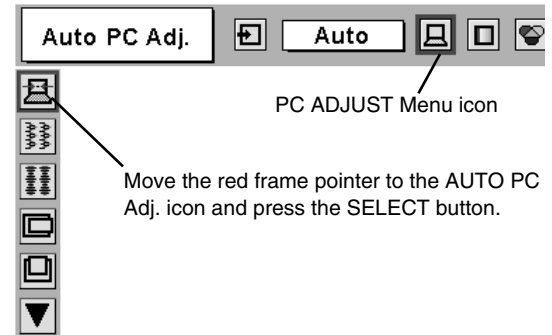 Auto PC Adj.
Auto
PC ADJUST Menu icon
Move the red frame pointer to the AUTO PC
Adj. icon and press the SELECT button.